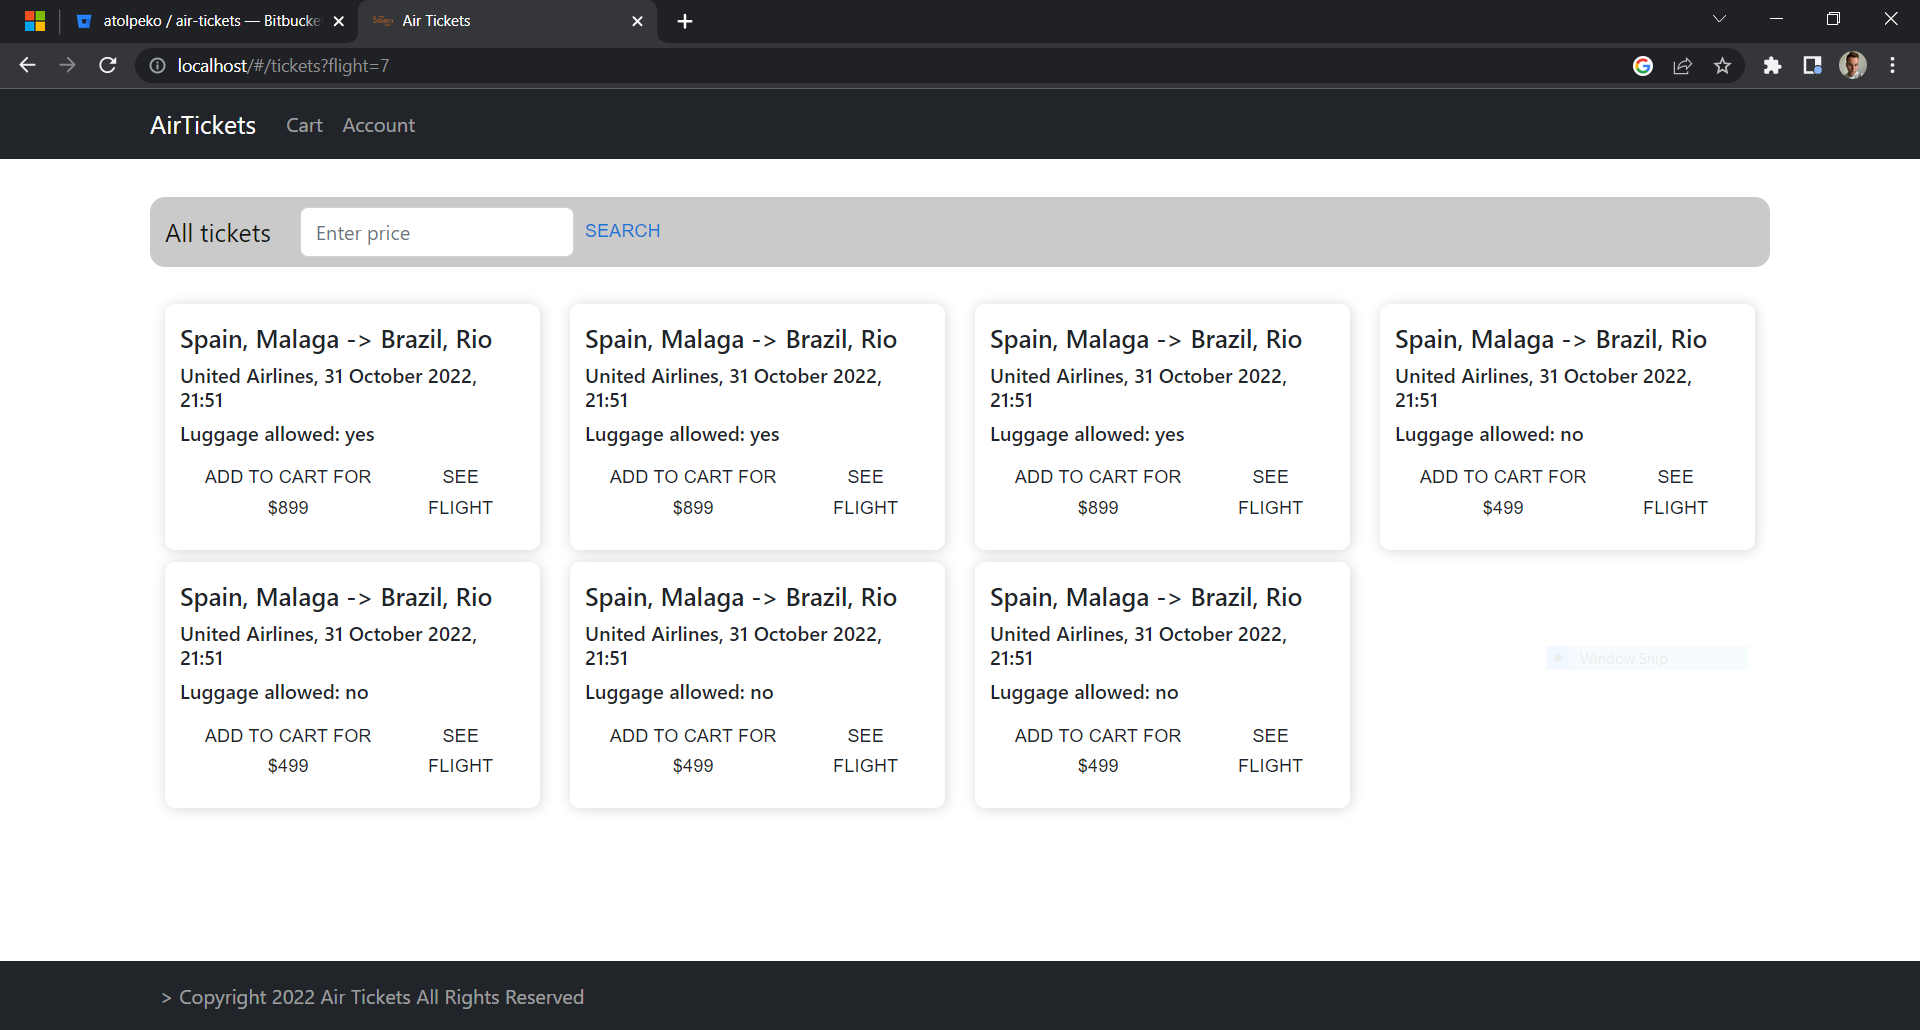 atolpeko / air-tickets — Bitbucke
Air Tickets
localhost/#/tickets?flight=7
AirTickets
Cart
Account
All tickets
Enter price
SEARCH
Spain, Malaga -> Brazil, Rio
United Airlines, 31 October 2022,
21:51
Luggage allowed: yes
ADD TO CART FOR
$899
SEE
FLIGHT
Spain, Malaga -> Brazil, Rio
United Airlines, 31 October 2022,
21:51
Luggage allowed: yes
ADD TO CART FOR
$899
SEE
FLIGHT
Spain, Malaga -> Brazil, Rio
United Airlines, 31 October 2022,
21:51
Luggage allowed: yes
ADD TO CART FOR
$899
SEE
FLIGHT
Spain, Malaga -> Brazil, Rio
United Airlines, 31 October 2022,
21:51
Luggage allowed: no
ADD TO CART FOR
$499
SEE
FLIGHT
Spain, Malaga -> Brazil, Rio
United Airlines, 31 October 2022,
21:51
Luggage allowed: no
ADD TO CART FOR
$499
SEE
FLIGHT
Spain, Malaga -> Brazil, Rio
United Airlines, 31 October 2022,
21:51
Luggage allowed: no
ADD TO CART FOR
$499
SEE
FLIGHT
Spain, Malaga -> Brazil, Rio
United Airlines, 31 October 2022,
21:51
Luggage allowed: no
ADD TO CART FOR
$499
SEE
FLIGHT
Window Snip
> Copyright 2022 Air Tickets All Rights Reserved